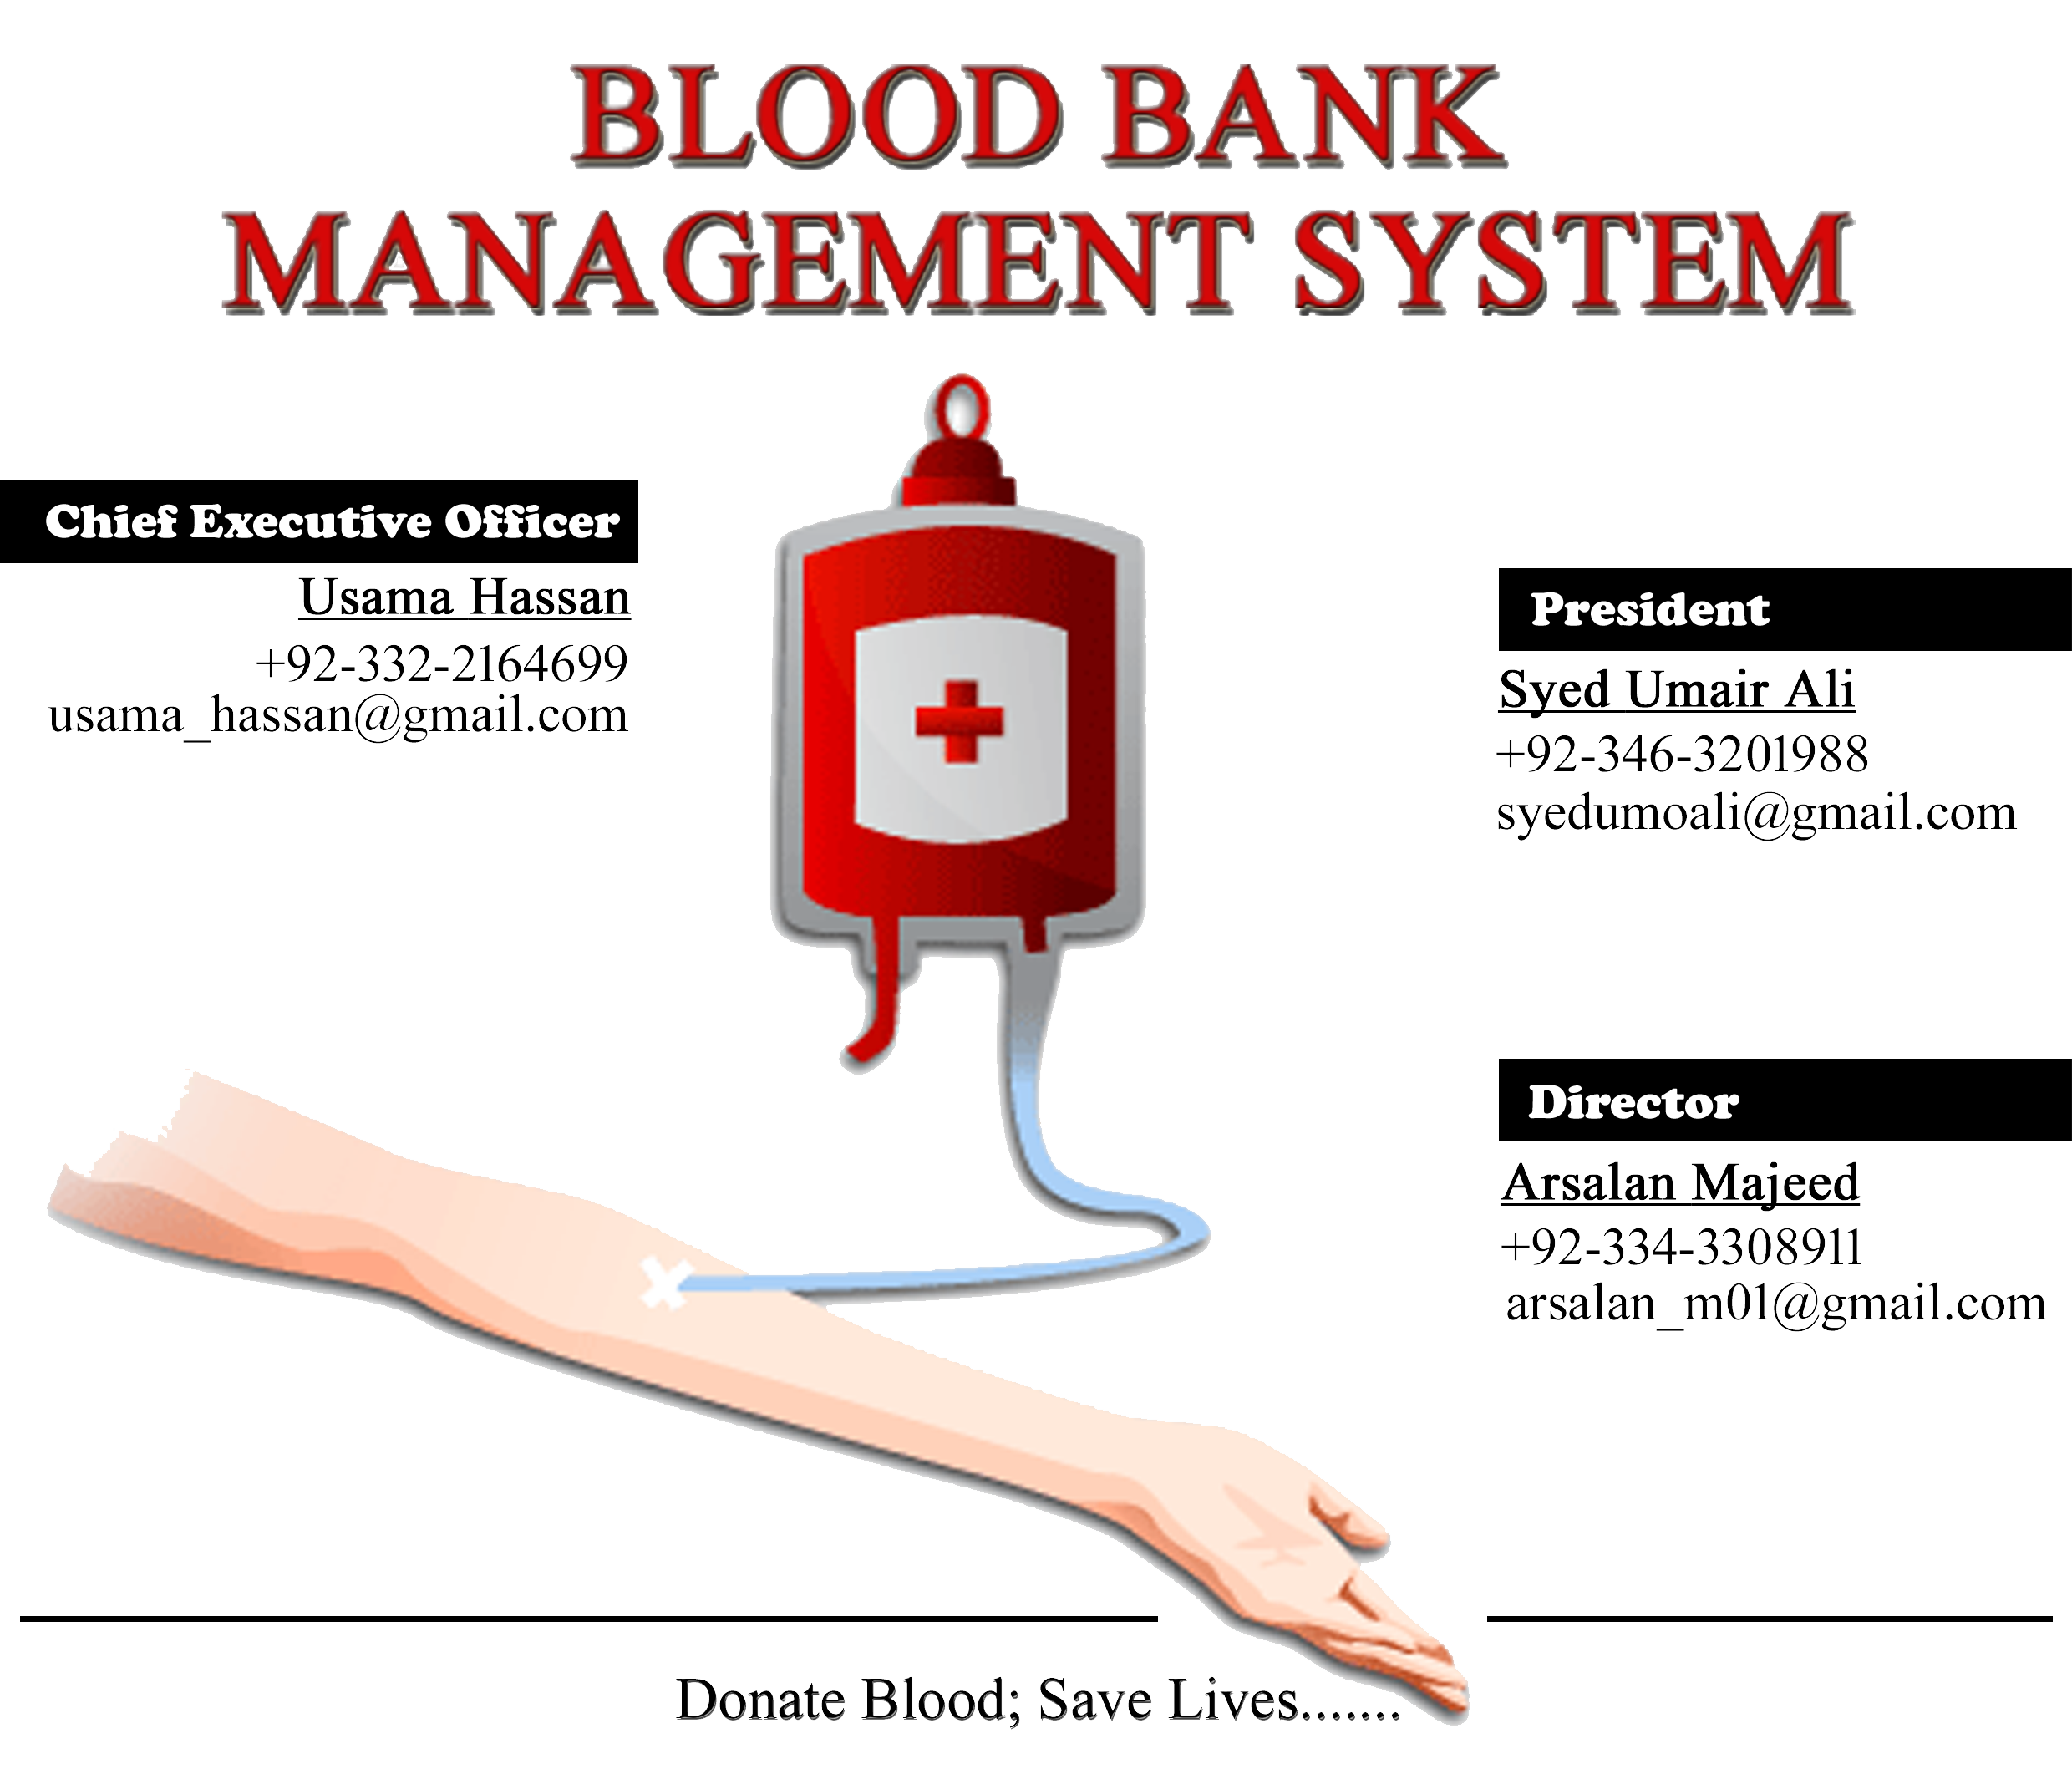 BLOOD BANK
MANAGEMENT SYSTEM
Chief Executive Officer
Usama Hassan
+92-332-2164699
usama_hassan@gmail.com
President
Syed Umair Ali
+92-346-3201988
syedumoali@gmail.com
Director
Arsalan Majeed
+92-334-3308911
arsalan_m01@gmail.com
Donate Blood; Save Lives.......